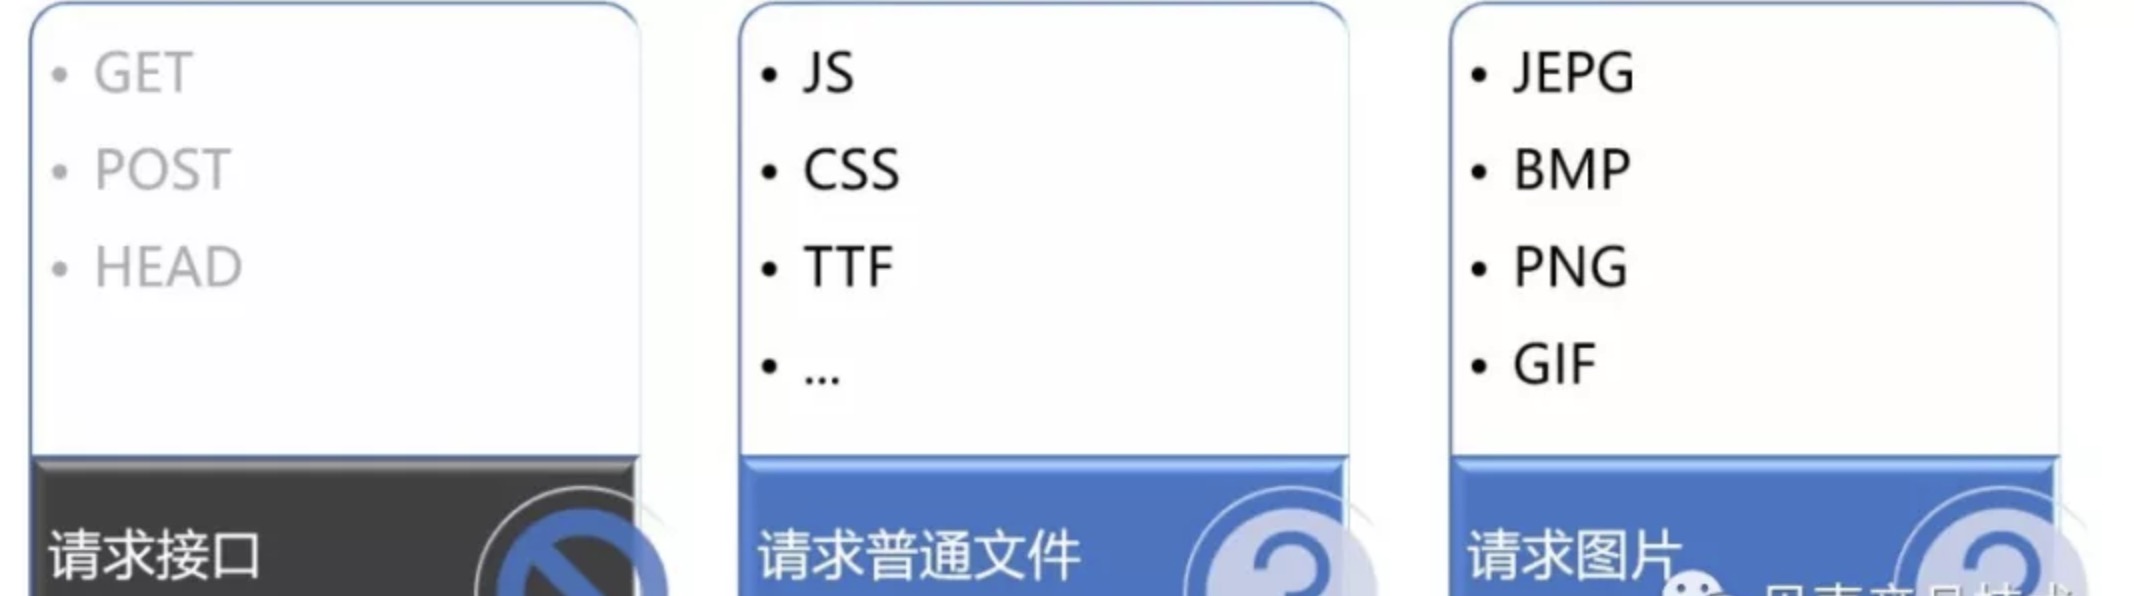 GET
POST
HEAD
请求接口
JS
CSS
TTF
...
请求普通文件
JEPG
BMP
PNG
GIF
请求图片